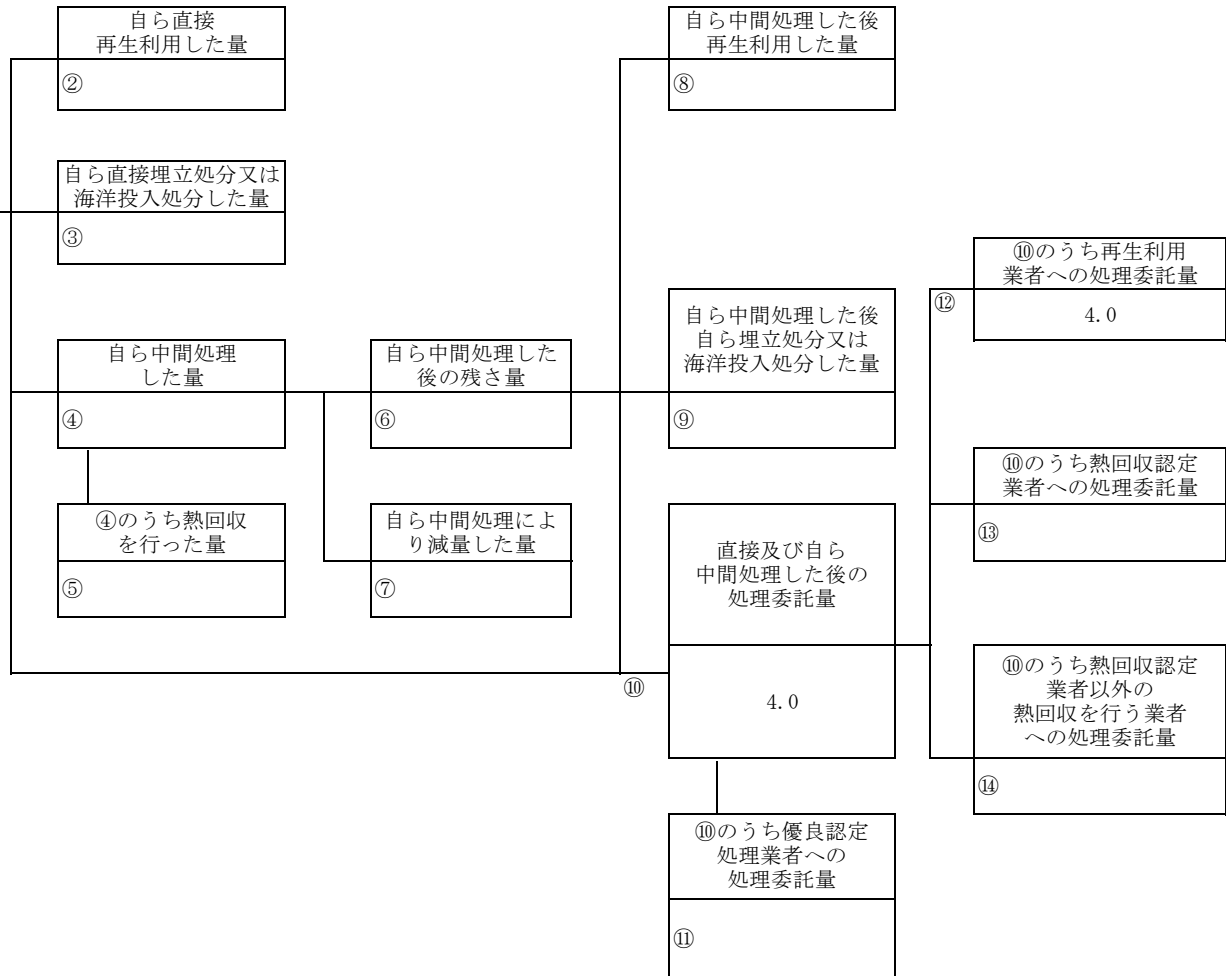 自ら直接
再生利用した量
②
自ら中間処理した後
再生利用した量
⑧
自ら直接埋立処分又は
海洋投入処分した量
③
⑩のうち再生利用
業者への処理委託量
⑫
4.0
自ら中間処理
した量
④
自ら中間処理した
後の残さ量
⑥
自ら中間処理した後
自ら埋立処分又は
海洋投入処分した量
⑨
⑩のうち熱回収認定
業者への処理委託量
⑬
④のうち熱回収
を行った量
⑤
自ら中間処理によ
り減量した量
⑦
直接及び自ら
中間処理した後の
処理委託量
⑩
4.0
⑩のうち熱回収認定
業者以外の
熱回収を行う業者
への処理委託量
⑭
⑩のうち優良認定
処理業者への
処理委託量
⑪